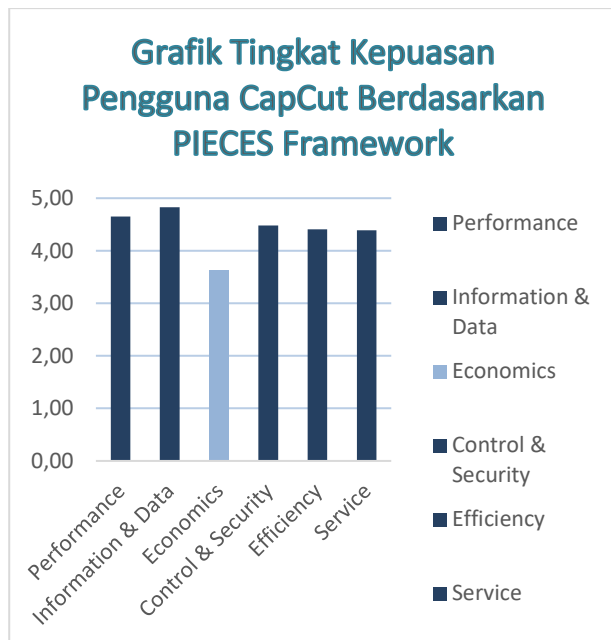 Grafik Tingkat Kepuasan
Pengguna CapCut Berdasarkan
PIECES Framework
5,00
4,00
3,00
2,00
1,00
0,00
Performance
Information & Data
Economics
Control & Security
Efficiency
Service
Performance
Information &
Data
Economics
Control &
Security
Efficiency
Service